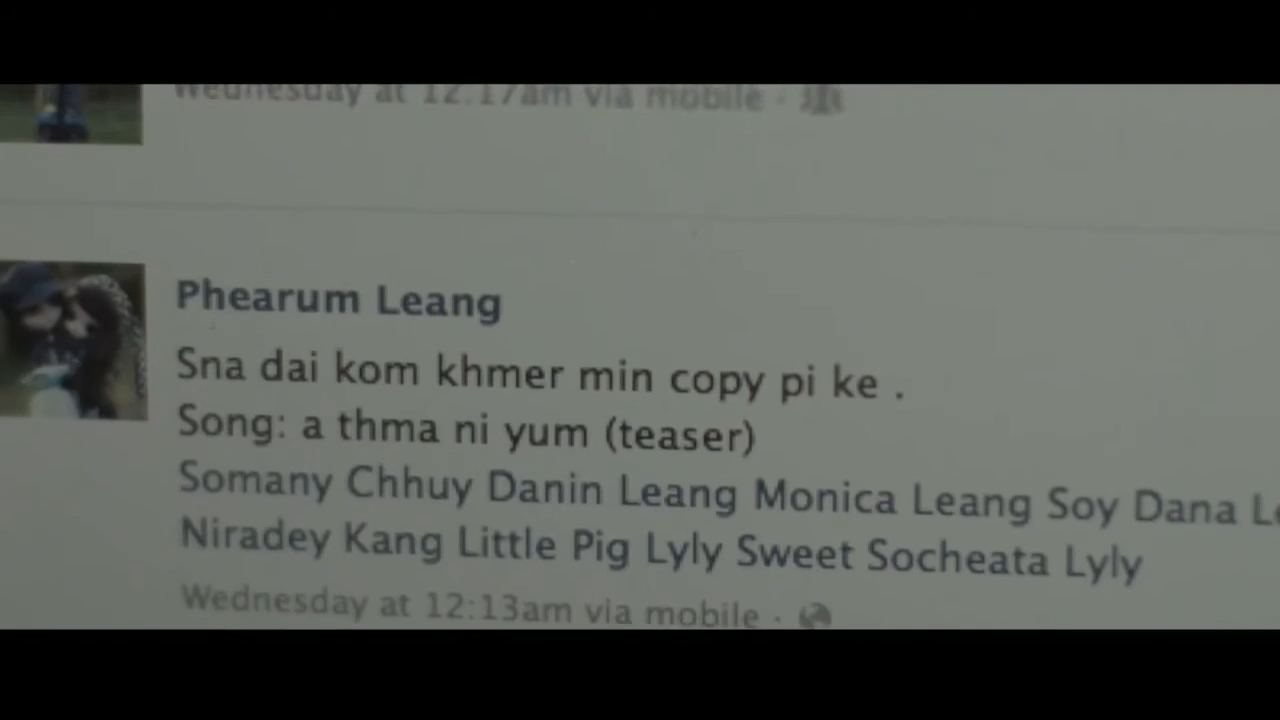 Wednesday at 12:17am via mobile ·
Phearum Leang
Sna dai kom khmer min copy pi ke .
Song: a thma ni yum (teaser)
Somany Chhuy Danin Leang Monica Leang Soy Dana
Niradey Kang Little Pig Lyly Sweet Socheata Lyly
Wednesday at 12:13am via mobile ·